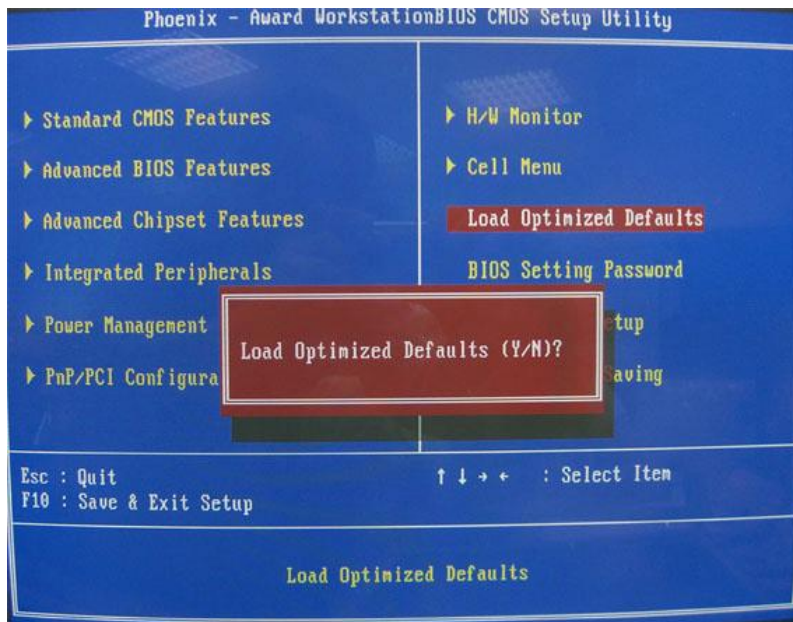 Phoenix - Award WorkstationBIOS CMOS Setup Utility
Standard CMOS Features
Advanced BIOS Features
Advanced Chipset Features
Integrated Peripherals
Power Management
PnP/PCI Configura
H/W Monitor
Cell Menu
Load Optimized Defaults
BIOS Setting Password
tup
aving
Load Optimized Defaults (Y/N)?
Esc : Quit
F10 : Save & Exit Setup
↑ ↓ → ← : Select Item
Load Optimized Defaults